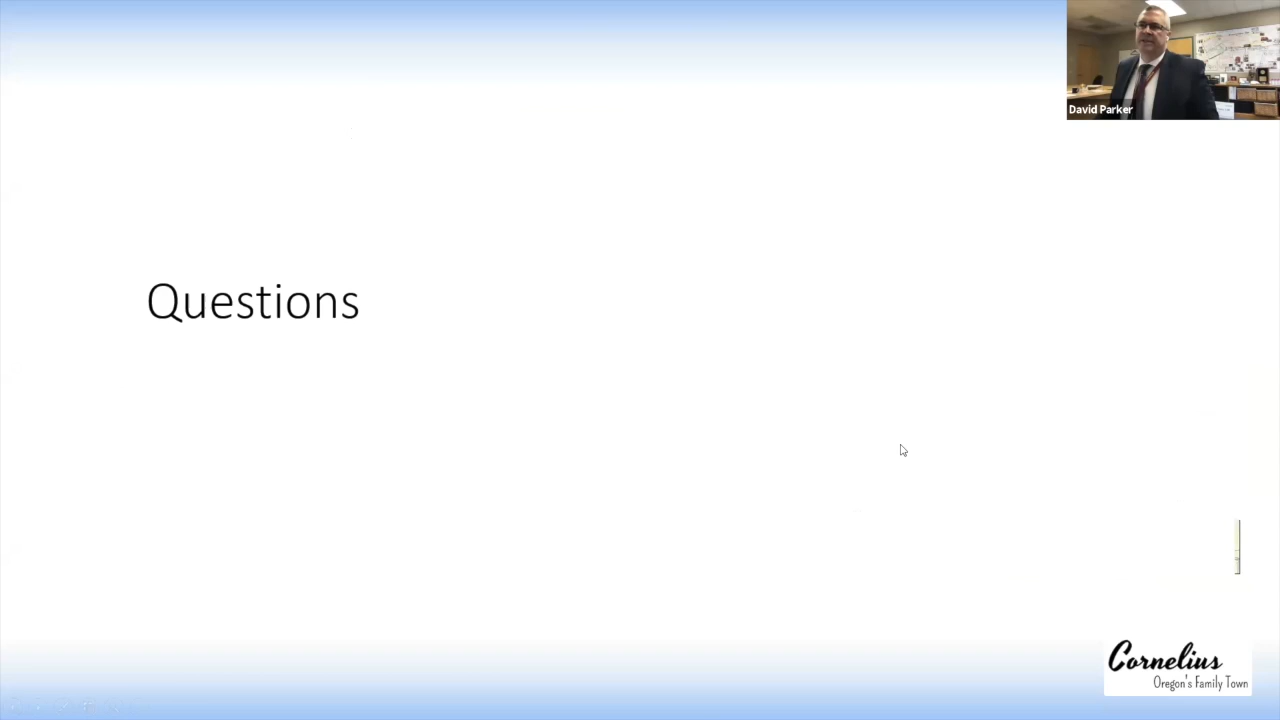 David Parker
Questions
Cornelius
Oregon's Family Town